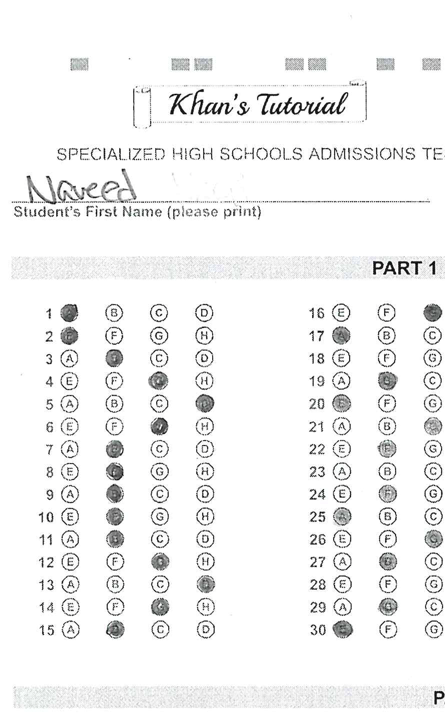 Khan's Tutorial
SPECIALIZED HIGH SCHOOLS ADMISSIONS TE
Naveed
Student's First Name (please print)
PART 1
1 B C D
2 F G H
3 A C D
4 E F H
5 A B C
6 E F H
7 A C D
8 E G H
9 A C D
10 E G H
11 A C D
12 E F H
13 A B C
14 E F H
15 A C D
16 E F
17 B C
18 E F G
19 A C
20 F G
21 A B
22 E G
23 A B C
24 E G
25 B C
26 E F
27 A C
28 E F G
29 A C
30 F G
P